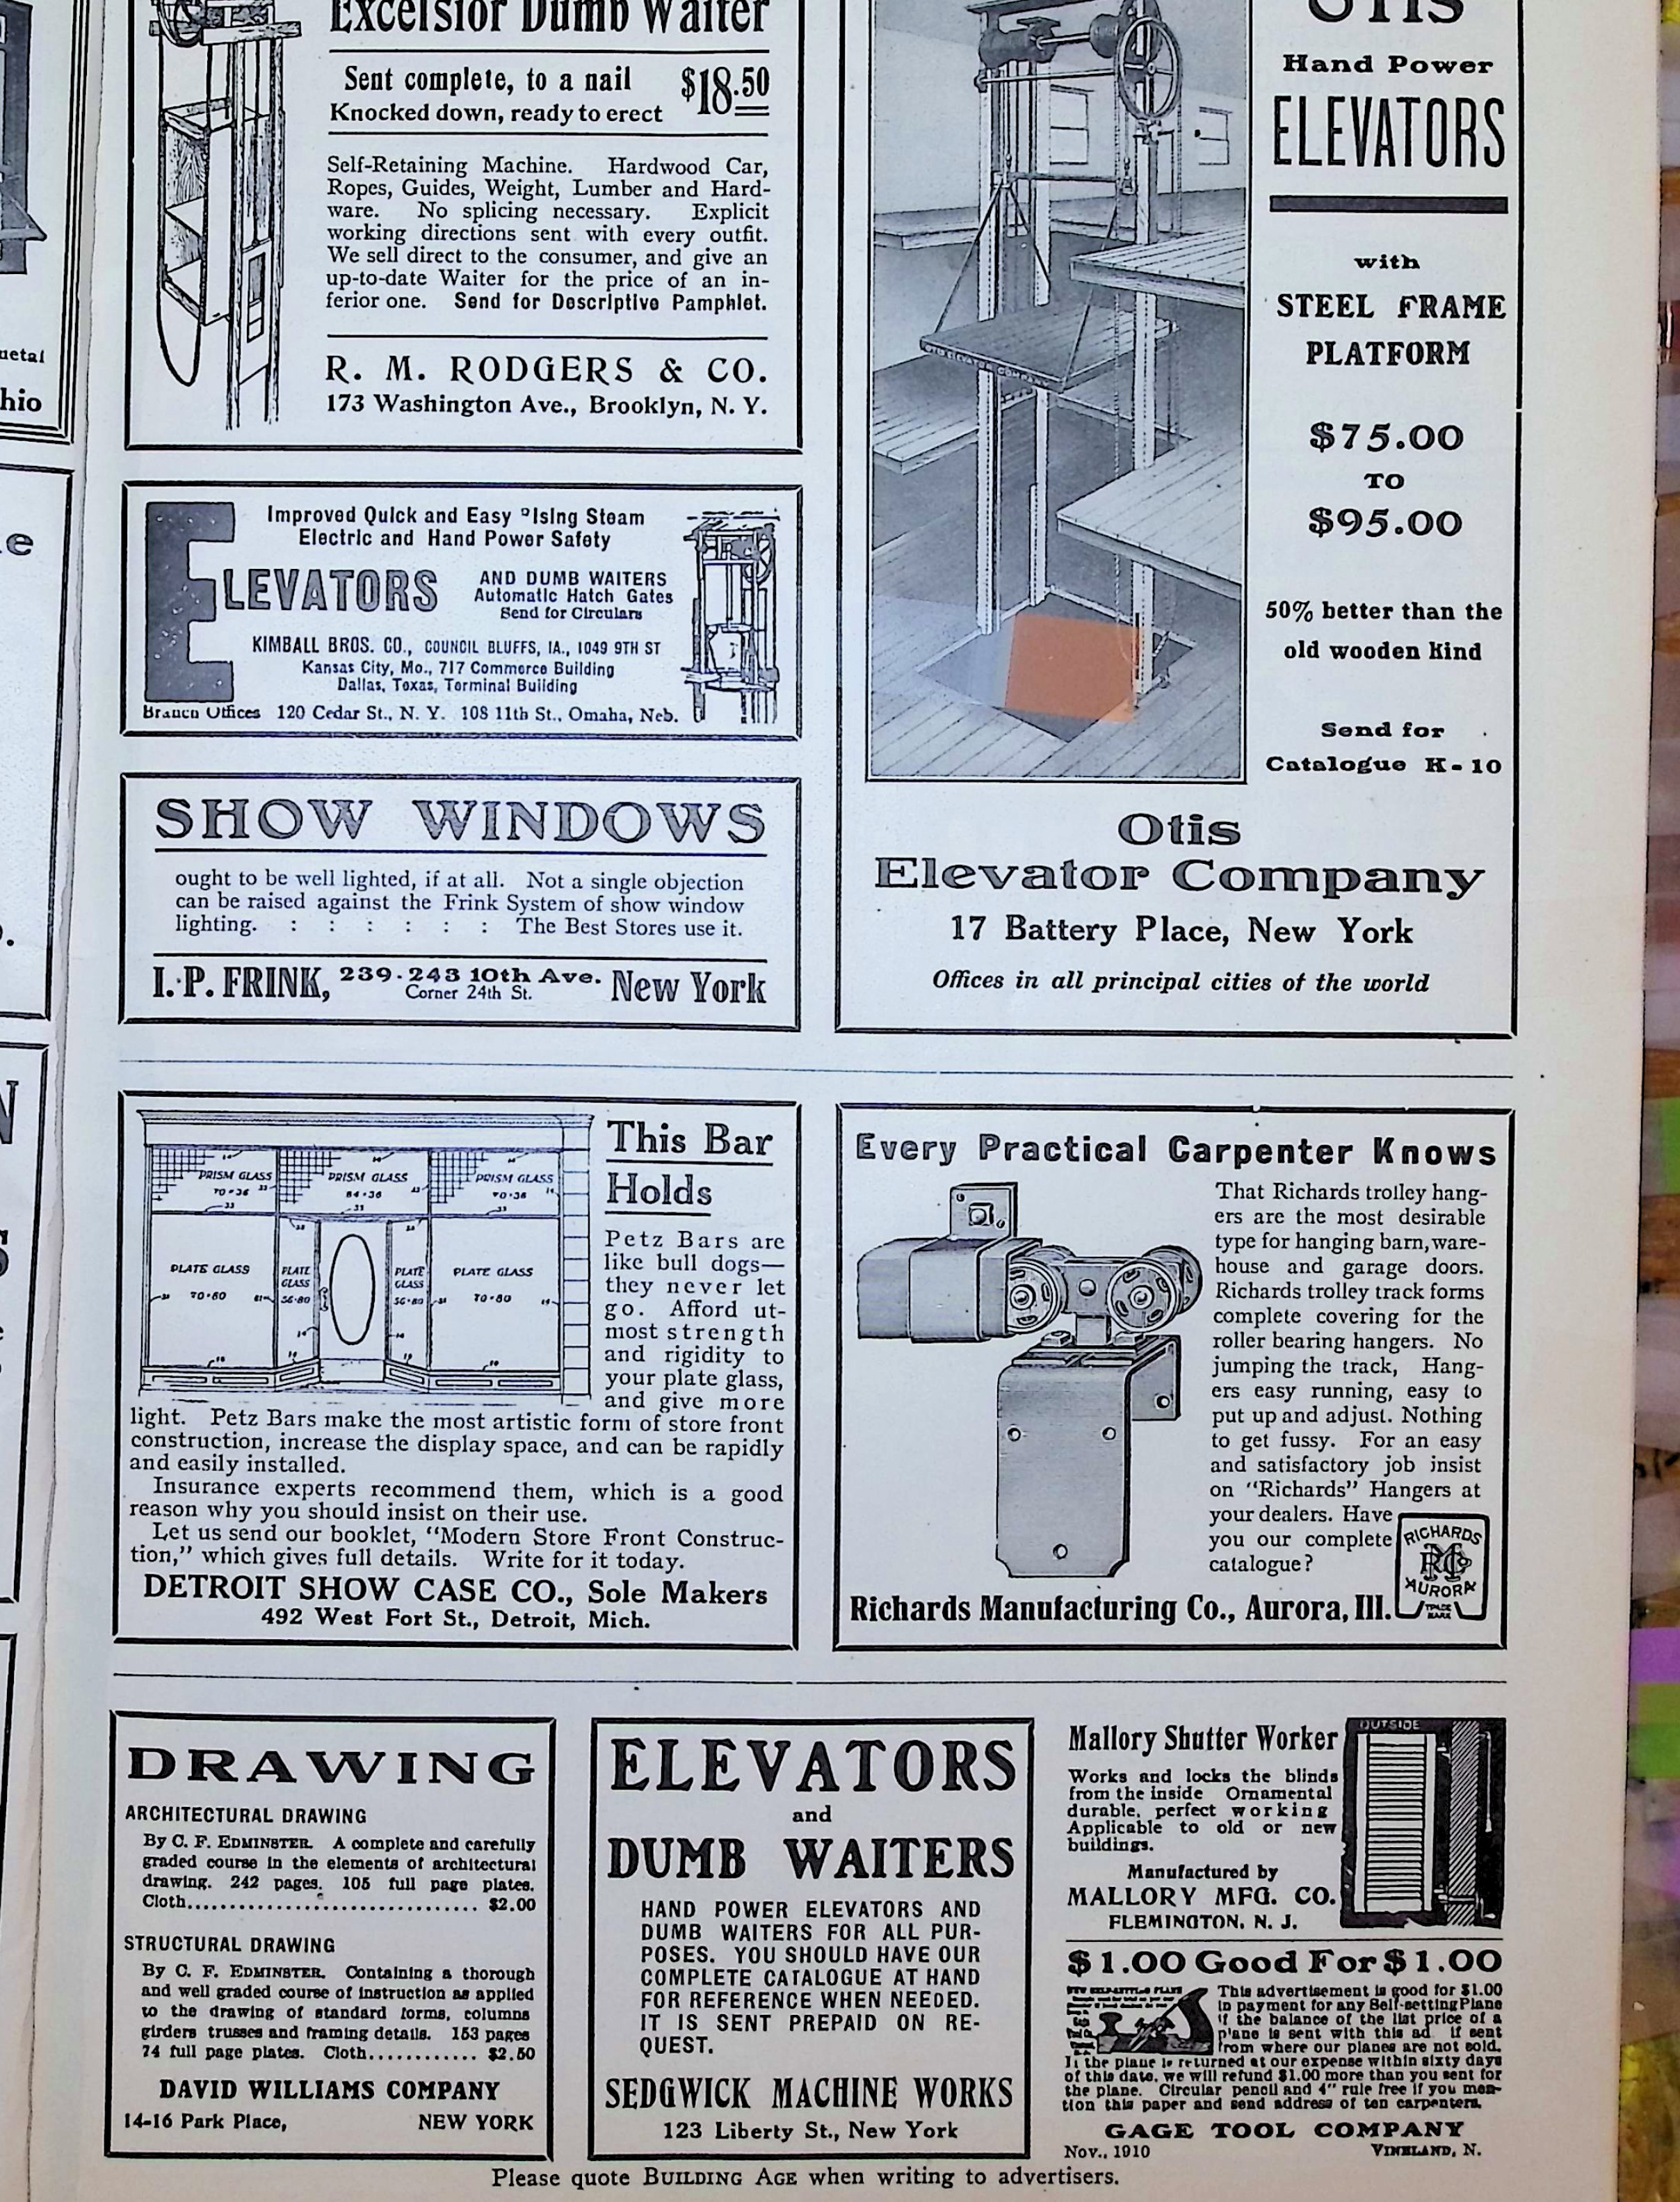 uetal
hio
e
Excelsior Dumb Waiter
Sent complete, to a nail
Knocked down, ready to erect
$18.50
Self-Retaining Machine. Hardwood Car,
Ropes, Guides, Weight, Lumber and Hard-
ware. No splicing necessary. Explicit
working directions sent with every outfit.
We sell direct to the consumer, and give an
up-to-date Waiter for the price of an in-
ferior one. Send for Descriptive Pamphlet.
R. M. RODGERS & CO.
173 Washington Ave., Brooklyn, N. Y.
Improved Quick and Easy Rising Steam
Electric and Hand Power Safety
ELEVATORS
AND DUMB WAITERS
Automatic Hatch Gates
Send for Circulars
KIMBALL BROS. CO., COUNCIL BLUFFS, IA., 1049 9TH ST
Kansas City, Mo., 717 Commerce Building
Dallas, Texas, Terminal Building
Branch Offices 120 Cedar St., N. Y. 108 11th St., Omaha, Neb.
SHOW WINDOWS
ought to be well lighted, if at all. Not a single objection
can be raised against the Frink System of show window
lighting. : : : : : : The Best Stores use it.
I. P. FRINK, 239-243 10th Ave. New York
Corner 24th St.
OTIS
Hand Power
ELEVATORS
with
STEEL FRAME
PLATFORM
$75.00
TO
$95.00
50% better than the
old wooden kind
Send for
Catalogue K-10
OTIS ELEVATOR COMPANY
Otis
Elevator Company
17 Battery Place, New York
Offices in all principal cities of the world
PRISM GLASS
70·36
PRISM GLASS
84·36
PRISM GLASS
70·36
PLATE GLASS
70·80
PLATE
GLASS
56·80
PLATE
GLASS
56·80
PLATE GLASS
70·80
This Bar
Holds
Petz Bars are
like bull dogs—
they never let
go. Afford ut-
most strength
and rigidity to
your plate glass,
and give more
light. Petz Bars make the most artistic form of store front
construction, increase the display space, and can be rapidly
and easily installed.
Insurance experts recommend them, which is a good
reason why you should insist on their use.
Let us send our booklet, "Modern Store Front Construc-
tion," which gives full details. Write for it today.
DETROIT SHOW CASE CO., Sole Makers
492 West Fort St., Detroit, Mich.
Every Practical Carpenter Knows
That Richards trolley hang-
ers are the most desirable
type for hanging barn, ware-
house and garage doors.
Richards trolley track forms
complete covering for the
roller bearing hangers. No
jumping the track, Hang-
ers easy running, easy to
put up and adjust. Nothing
to get fussy. For an easy
and satisfactory job insist
on "Richards" Hangers at
your dealers. Have
you our complete
catalogue?
RICHARDS
AURORA
TRADE
MARK
Richards Manufacturing Co., Aurora, Ill.
DRAWING
ARCHITECTURAL DRAWING
By C. F. EDMINSTER. A complete and carefully
graded course in the elements of architectural
drawing. 242 pages. 105 full page plates.
Cloth.............................. $2.00
STRUCTURAL DRAWING
By C. F. EDMINSTER. Containing a thorough
and well graded course of instruction as applied
to the drawing of standard forms, columns
girders trusses and framing details. 153 pages
74 full page plates. Cloth............ $2.50
DAVID WILLIAMS COMPANY
14-16 Park Place, NEW YORK
ELEVATORS
and
DUMB WAITERS
HAND POWER ELEVATORS AND
DUMB WAITERS FOR ALL PUR-
POSES. YOU SHOULD HAVE OUR
COMPLETE CATALOGUE AT HAND
FOR REFERENCE WHEN NEEDED.
IT IS SENT PREPAID ON RE-
QUEST.
SEDGWICK MACHINE WORKS
123 Liberty St., New York
Mallory Shutter Worker
Works and locks the blinds
from the inside Ornamental
durable, perfect working
Applicable to old or new
buildings.
Manufactured by
MALLORY MFG. CO.
FLEMINGTON, N. J.
OUTSIDE
$1.00 Good For $1.00
This advertisement is good for $1.00
in payment for any Self-setting Plane
if the balance of the list price of a
plane is sent with this ad if sent
from where our planes are not sold.
If the plane is returned at our expense within sixty days
of this date, we will refund $1.00 more than you sent for
the plane. Circular pencil and 4" rule free if you men-
tion this paper and send address of ten carpenters.
GAGE TOOL COMPANY
Nov., 1910 VINELAND, N.
Please quote BUILDING AGE when writing to advertisers.